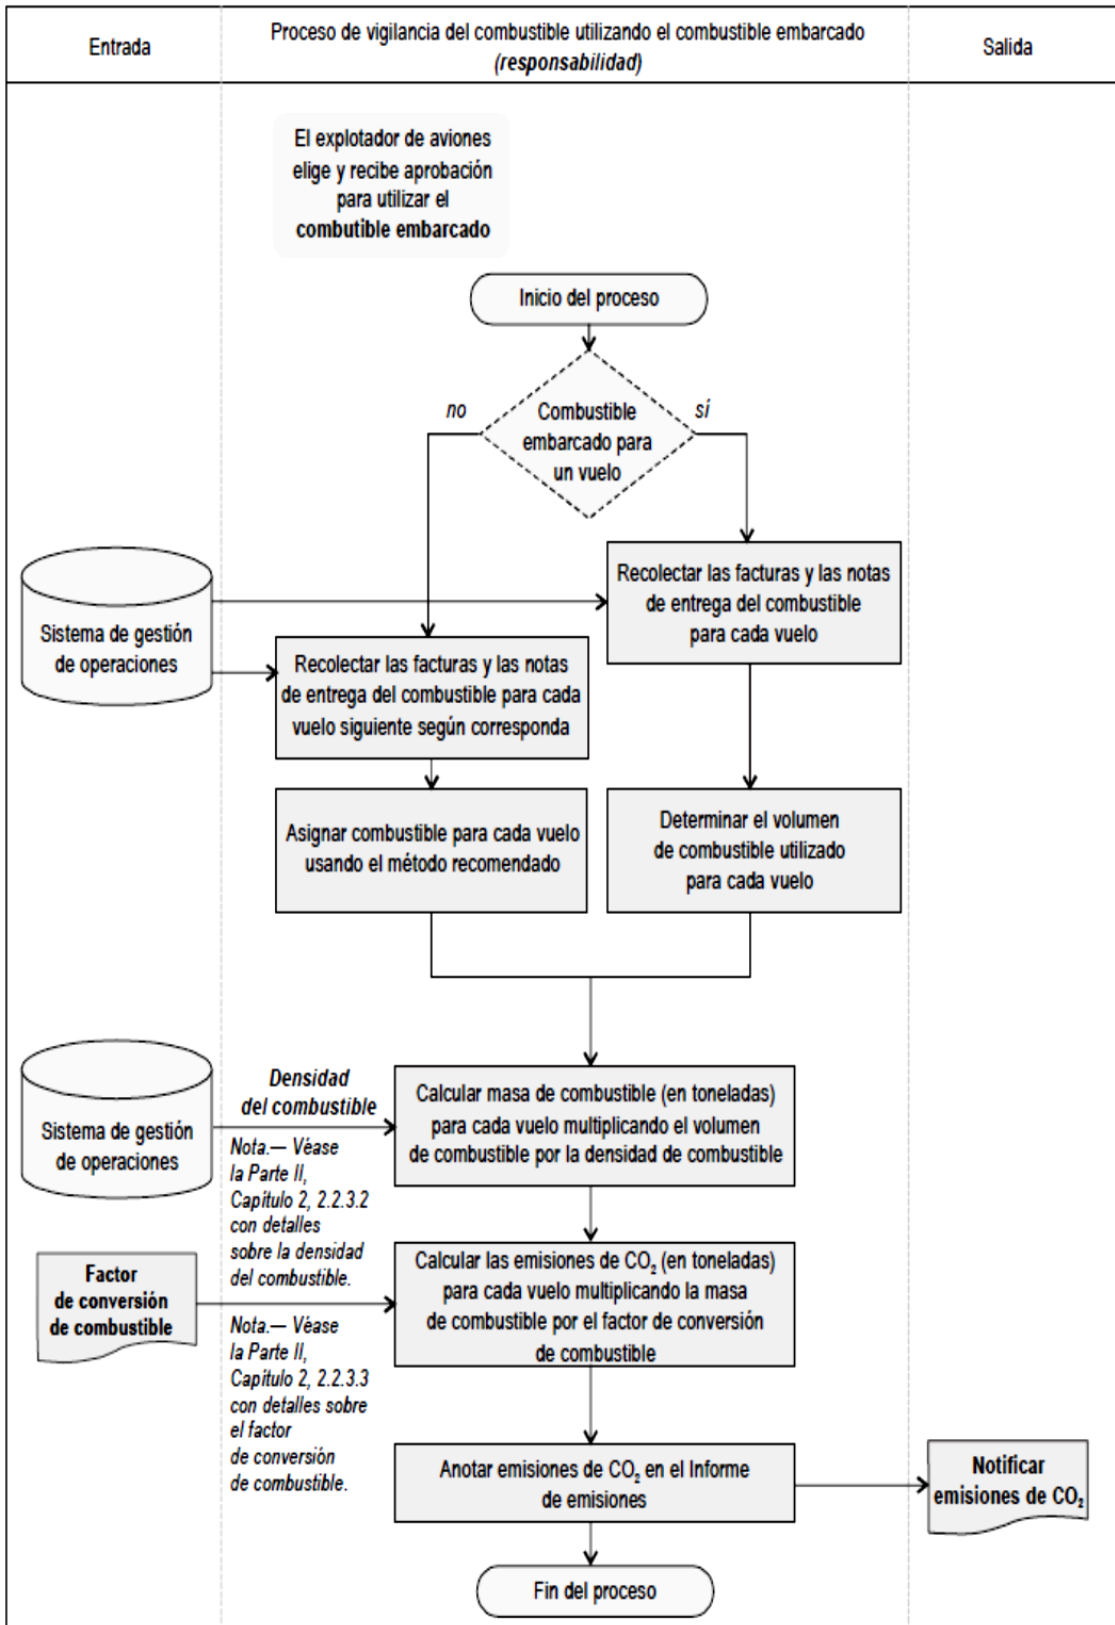 Entrada
Proceso de vigilancia del combustible utilizando el combustible embarcado
(responsabilidad)
Salida
El explotador de aviones
elige y recibe aprobación
para utilizar el
combutible embarcado
Inicio del proceso
no
Combustible
embarcado para
un vuelo
sí
Recolectar las facturas y las notas
de entrega del combustible
para cada vuelo
Sistema de gestión
de operaciones
Recolectar las facturas y las notas
de entrega del combustible para cada
vuelo siguiente según corresponda
Asignar combustible para cada vuelo
usando el método recomendado
Determinar el volumen
de combustible utilizado
para cada vuelo
Sistema de gestión
de operaciones
Densidad
del combustible
Nota.— Véase
la Parte II,
Capítulo 2, 2.2.3.2
con detalles
sobre la densidad
del combustible.
Calcular masa de combustible (en toneladas)
para cada vuelo multiplicando el volumen
de combustible por la densidad de combustible
Factor
de conversión
de combustible
Nota.— Véase
la Parte II,
Capítulo 2, 2.2.3.3
con detalles sobre
el factor
de conversión
de combustible.
Calcular las emisiones de CO₂ (en toneladas)
para cada vuelo multiplicando la masa
de combustible por el factor de conversión
de combustible
Anotar emisiones de CO₂ en el Informe
de emisiones
Notificar
emisiones de CO₂
Fin del proceso